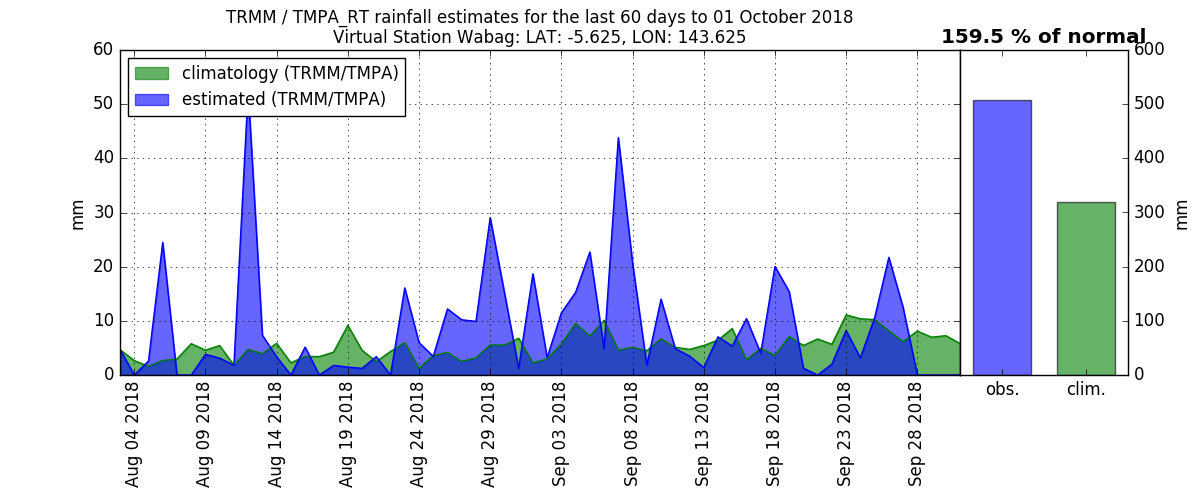 TRMM / TMPA_RT rainfall estimates for the last 60 days to 01 October 2018
Virtual Station Wabag: LAT: -5.625, LON: 143.625
159.5 % of normal
climatology (TRMM/TMPA)
estimated (TRMM/TMPA)
60
50
40
30
20
10
0
mm
600
500
400
300
200
100
0
mm
Aug 04 2018
Aug 09 2018
Aug 14 2018
Aug 19 2018
Aug 24 2018
Aug 29 2018
Sep 03 2018
Sep 08 2018
Sep 13 2018
Sep 18 2018
Sep 23 2018
Sep 28 2018
obs.
clim.